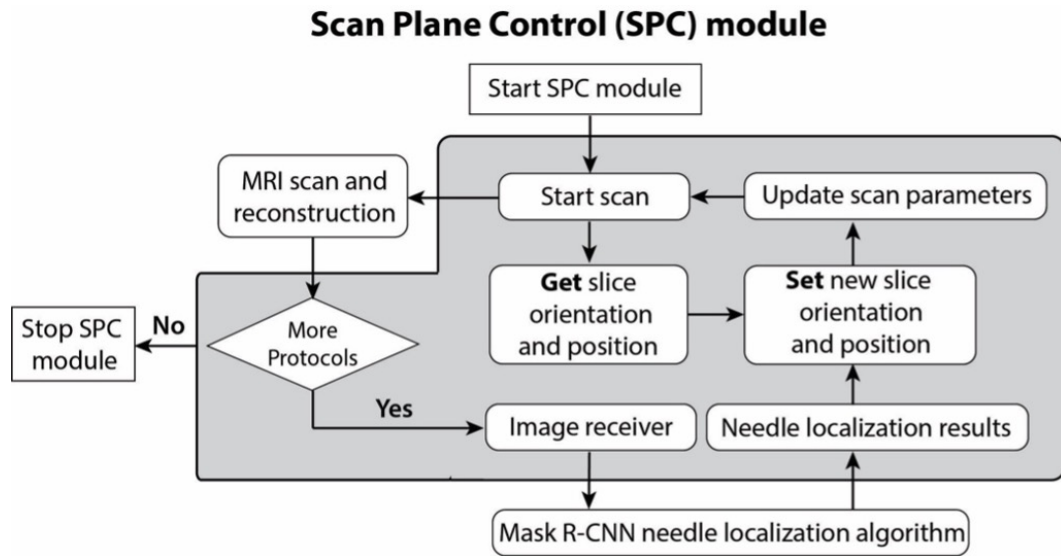 Scan Plane Control (SPC) module
Start SPC module
MRI scan and
reconstruction
Start scan
Update scan parameters
Get slice
orientation
and position
Set new slice
orientation
and position
Stop SPC
module
No
More
Protocols
Yes
Image receiver
Needle localization results
Mask R-CNN needle localization algorithm